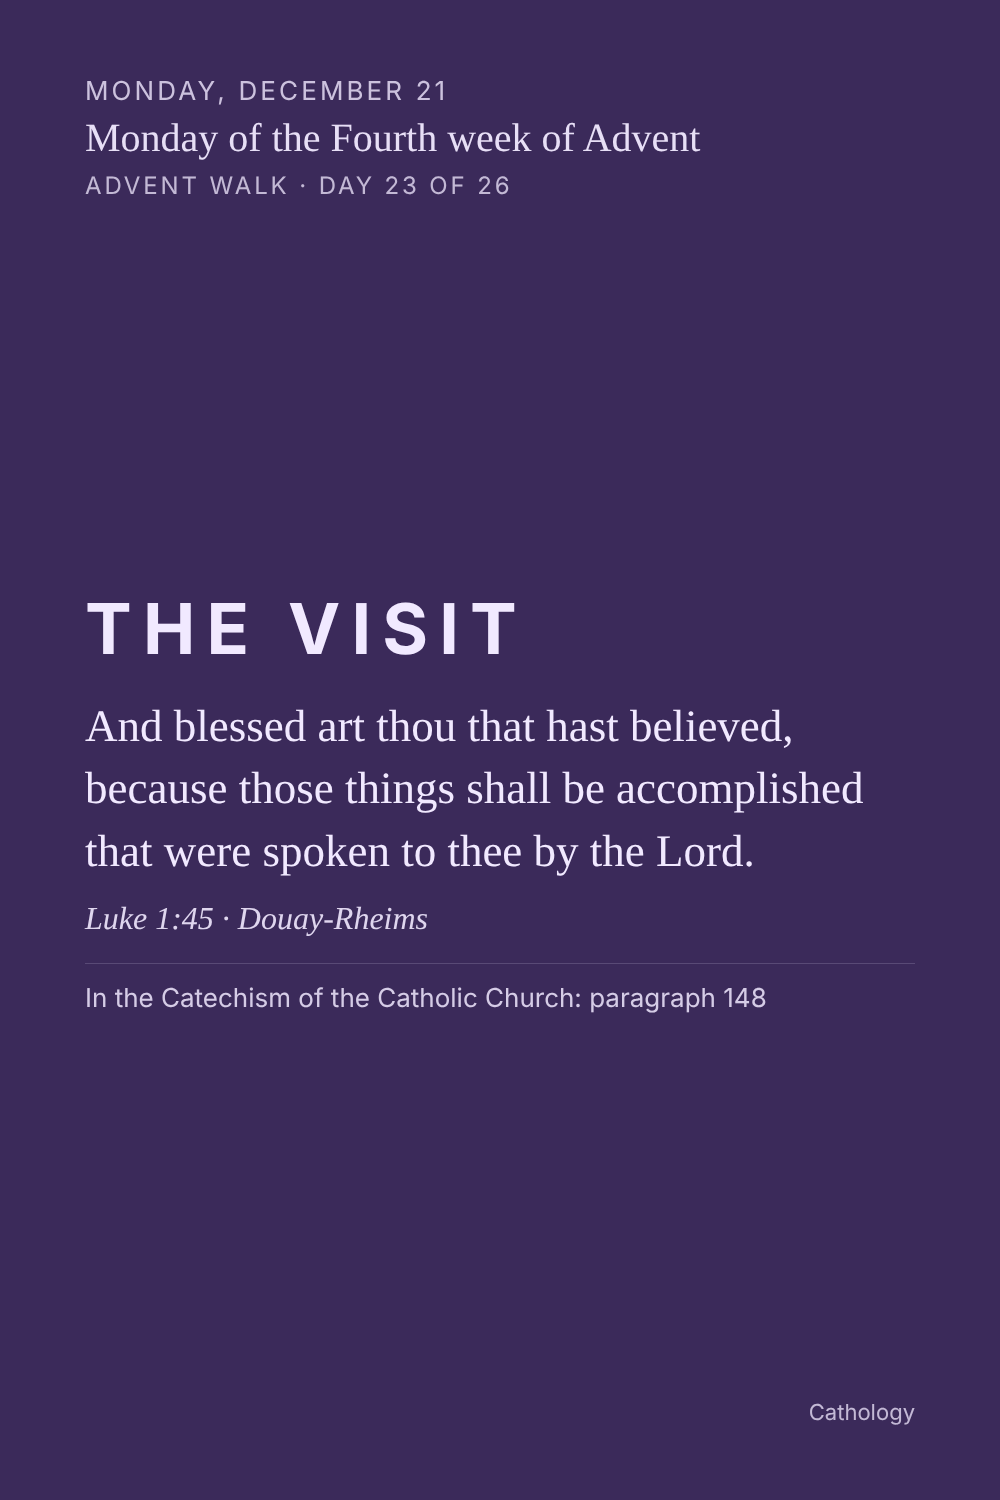 MONDAY, DECEMBER 21
Monday of the Fourth week of Advent
ADVENT WALK · DAY 23 OF 26
THE VISIT
And blessed art thou that hast believed,
because those things shall be accomplished
that were spoken to thee by the Lord.
Luke 1:45 · Douay-Rheims
In the Catechism of the Catholic Church: paragraph 148
Cathology